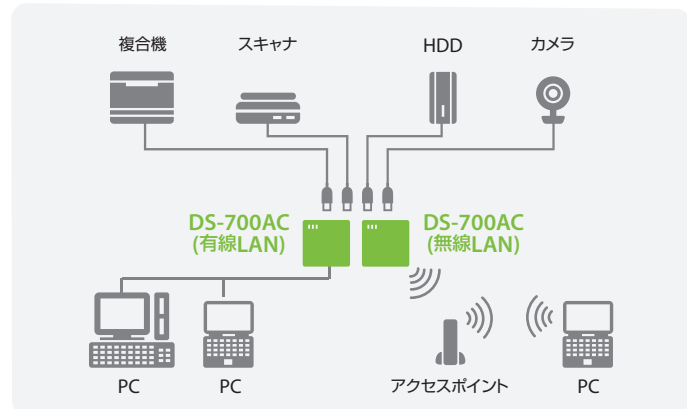 複合機
スキャナ
HDD
カメラ
DS-700AC
(有線LAN)
DS-700AC
(無線LAN)
PC
PC
アクセスポイント
PC